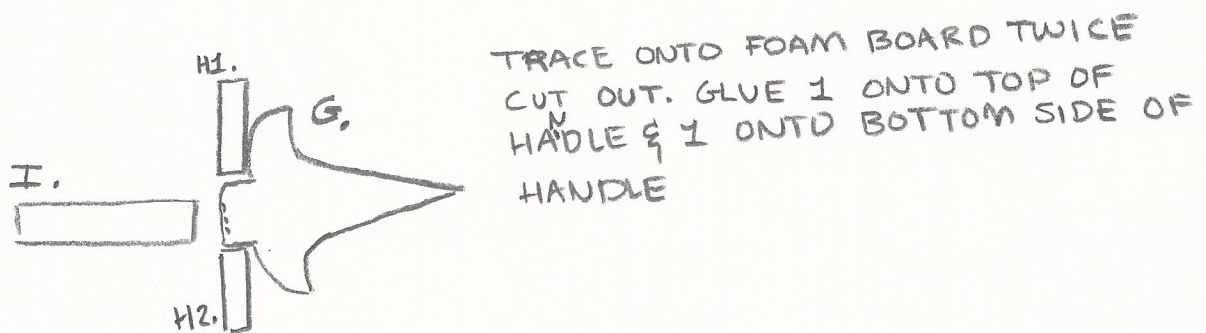 H1.
G.
I.
H2.
TRACE ONTO FOAM BOARD TWICE
CUT OUT. GLUE 1 ONTO TOP OF
HANDLE & 1 ONTO BOTTOM SIDE OF
HANDLE